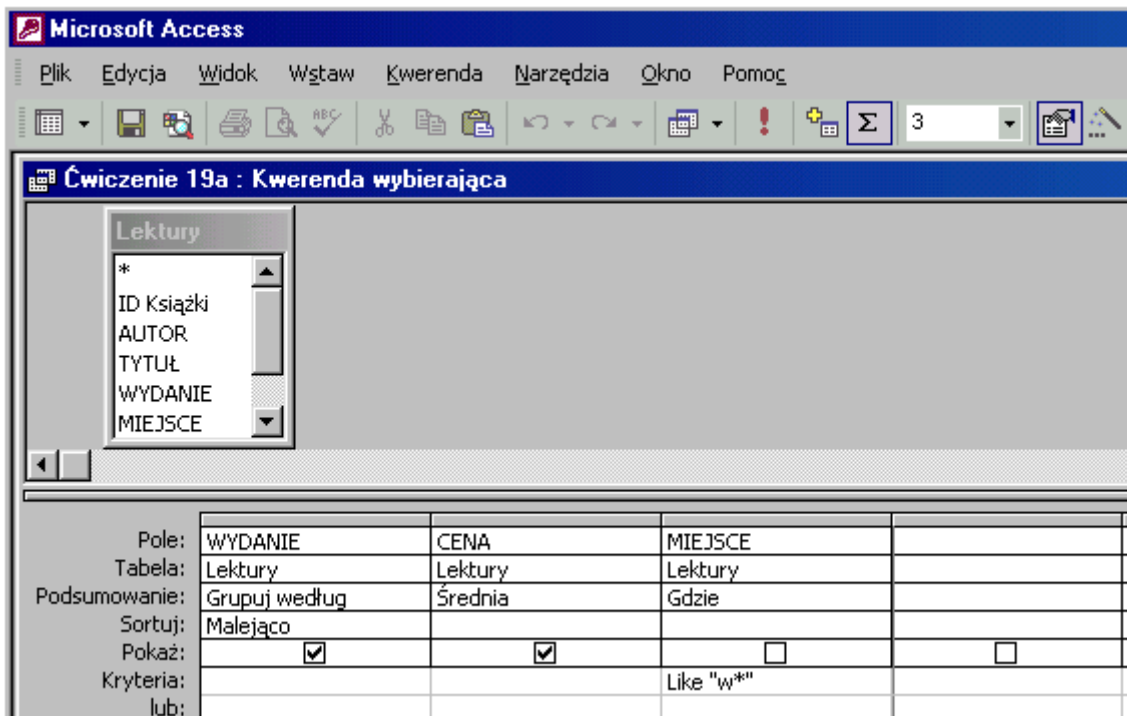 Microsoft Access
Plik Edycja Widok Wstaw Kwerenda Narzędzia Okno Pomoc
ABC Σ 3
Ćwiczenie 19a : Kwerenda wybierająca
Lektury
*
ID Książki
AUTOR
TYTUŁ
WYDANIE
MIEJSCE
Pole: WYDANIE CENA MIEJSCE
Tabela: Lektury Lektury Lektury
Podsumowanie: Grupuj według Średnia Gdzie
Sortuj: Malejąco
Pokaż:
Kryteria: Like "w*"
lub: